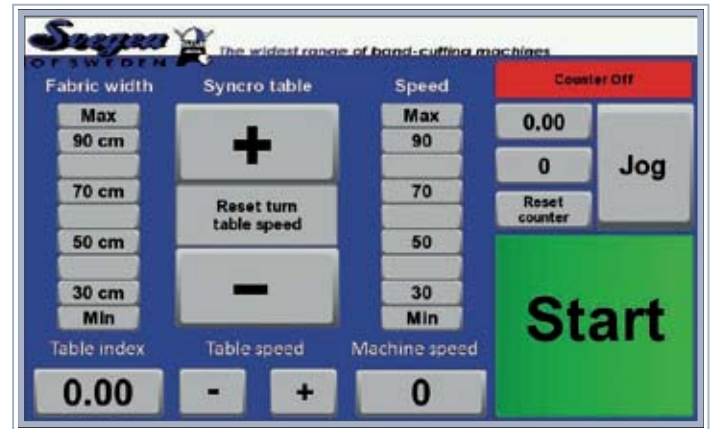 Svegea
OF SWEDEN
The widest range of band-cutting machines
Fabric width
Max
90 cm
70 cm
50 cm
30 cm
Min
Syncro table
+
Reset turn
table speed
-
Speed
Max
90
70
50
30
Min
Counter Off
0.00
0
Reset
counter
Jog
Start
Table index
0.00
Table speed
- +
Machine speed
0